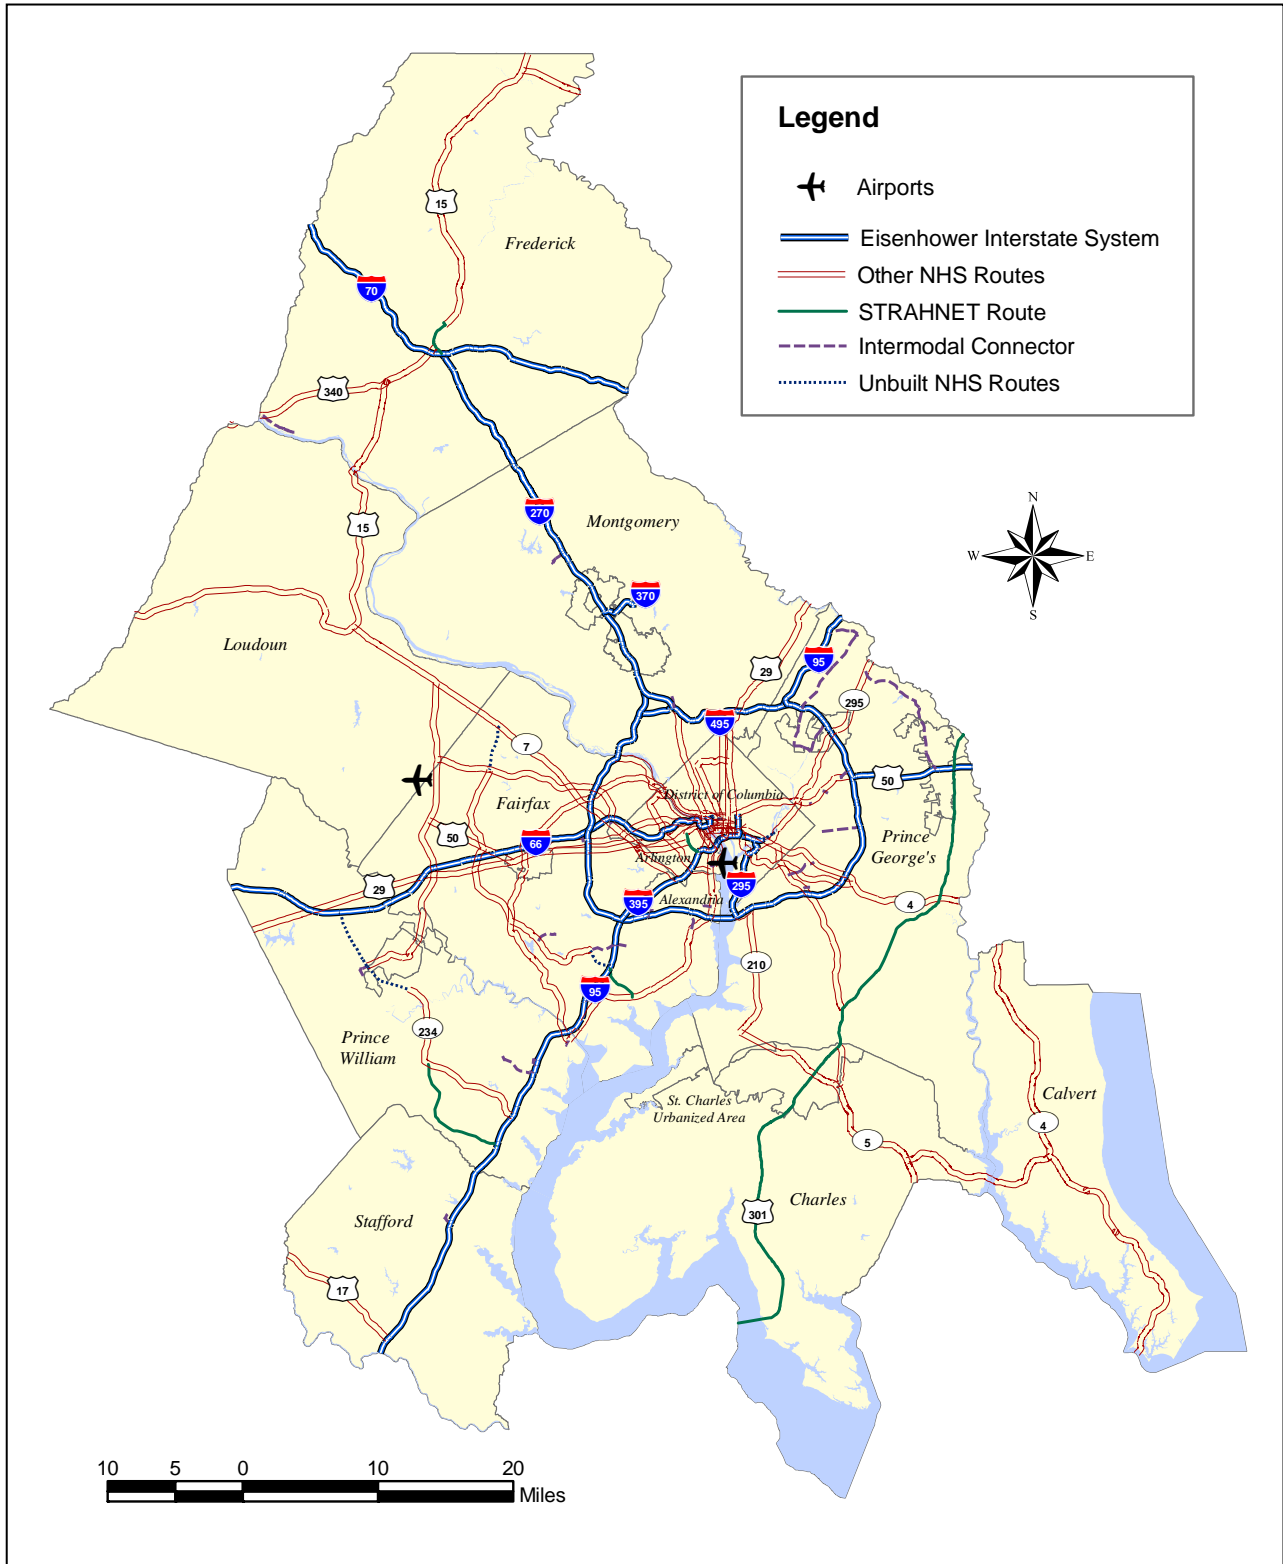 Legend
Airports
Eisenhower Interstate System
Other NHS Routes
STRAHNET Route
Intermodal Connector
Unbuilt NHS Routes
15
Frederick
70
340
15
270
Montgomery
N
W
E
S
370
Loudoun
29
95
295
495
7
50
District of Columbia
Fairfax
50
66
Arlington
Prince
George's
29
295
395
Alexandria
4
210
95
234
Prince
William
St. Charles
Urbanized Area
Calvert
4
5
Charles
301
Stafford
17
10 5 0 10 20
Miles